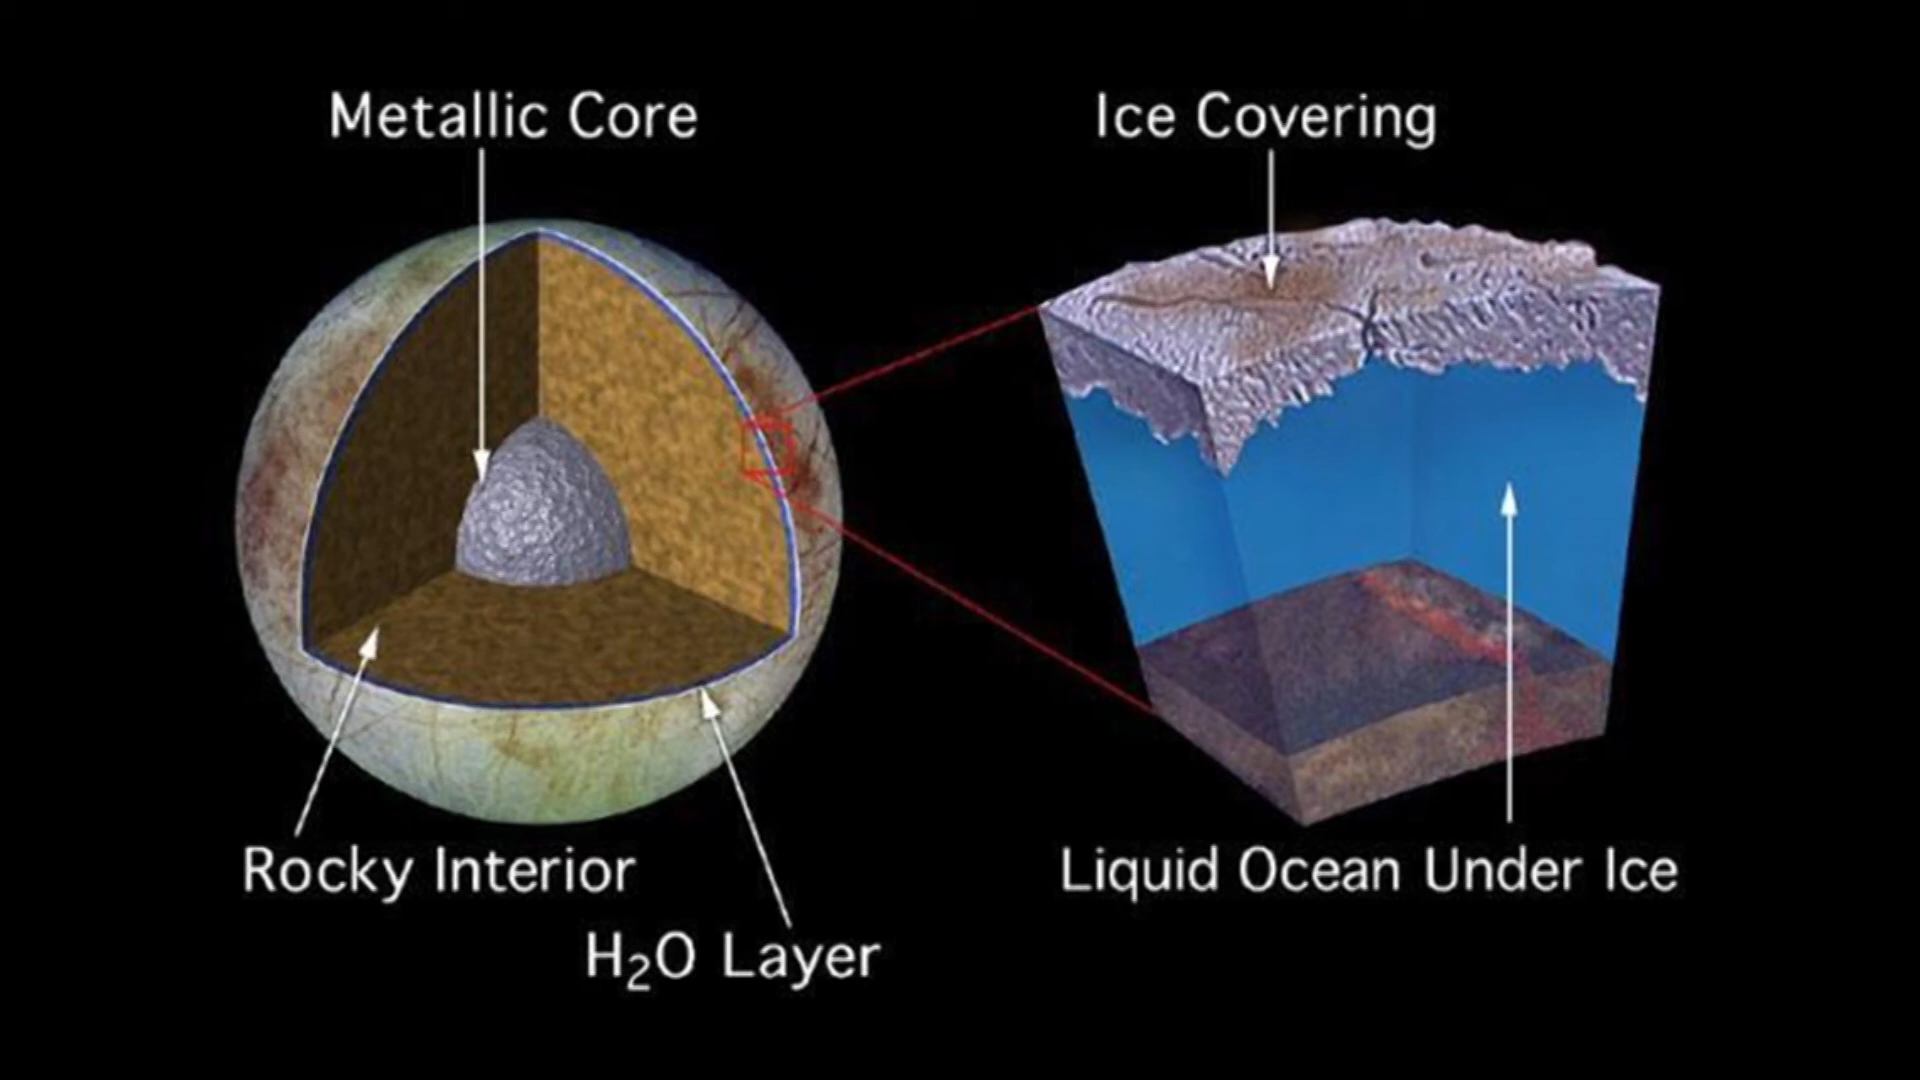 Metallic Core
Ice Covering
Rocky Interior
Liquid Ocean Under Ice
H₂O Layer